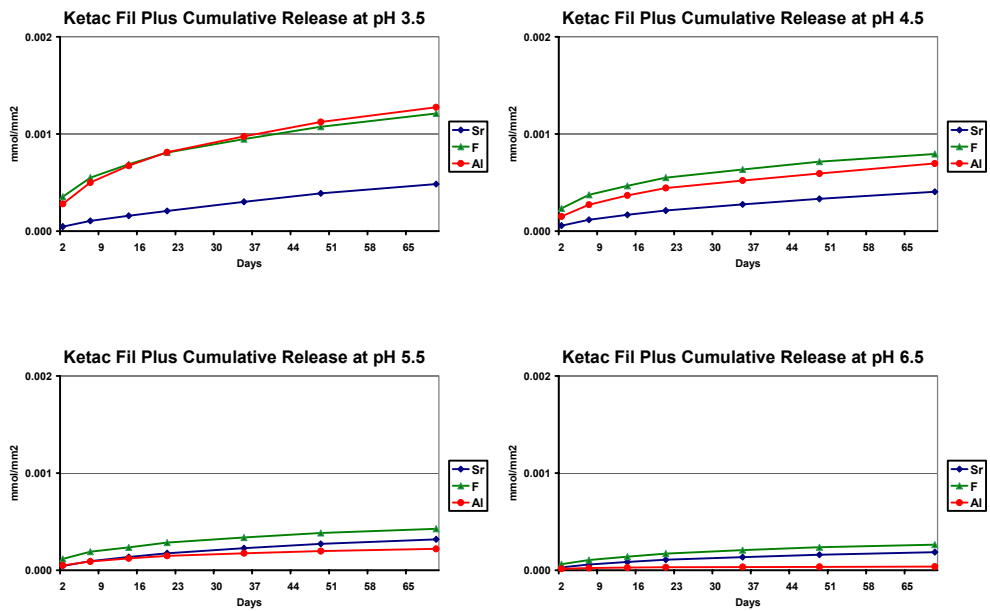 Ketac Fil Plus Cumulative Release at pH 3.5
0.002
0.001
0.000
mmol/mm2
2 9 16 23 30 37 44 51 58 65
Days
Sr
F
Al
Ketac Fil Plus Cumulative Release at pH 4.5
0.002
0.001
0.000
mmol/mm2
2 9 16 23 30 37 44 51 58 65
Days
Sr
F
Al
Ketac Fil Plus Cumulative Release at pH 5.5
0.002
0.001
0.000
mmol/mm2
2 9 16 23 30 37 44 51 58 65
Days
Sr
F
Al
Ketac Fil Plus Cumulative Release at pH 6.5
0.002
0.001
0.000
mmol/mm2
2 9 16 23 30 37 44 51 58 65
Days
Sr
F
Al